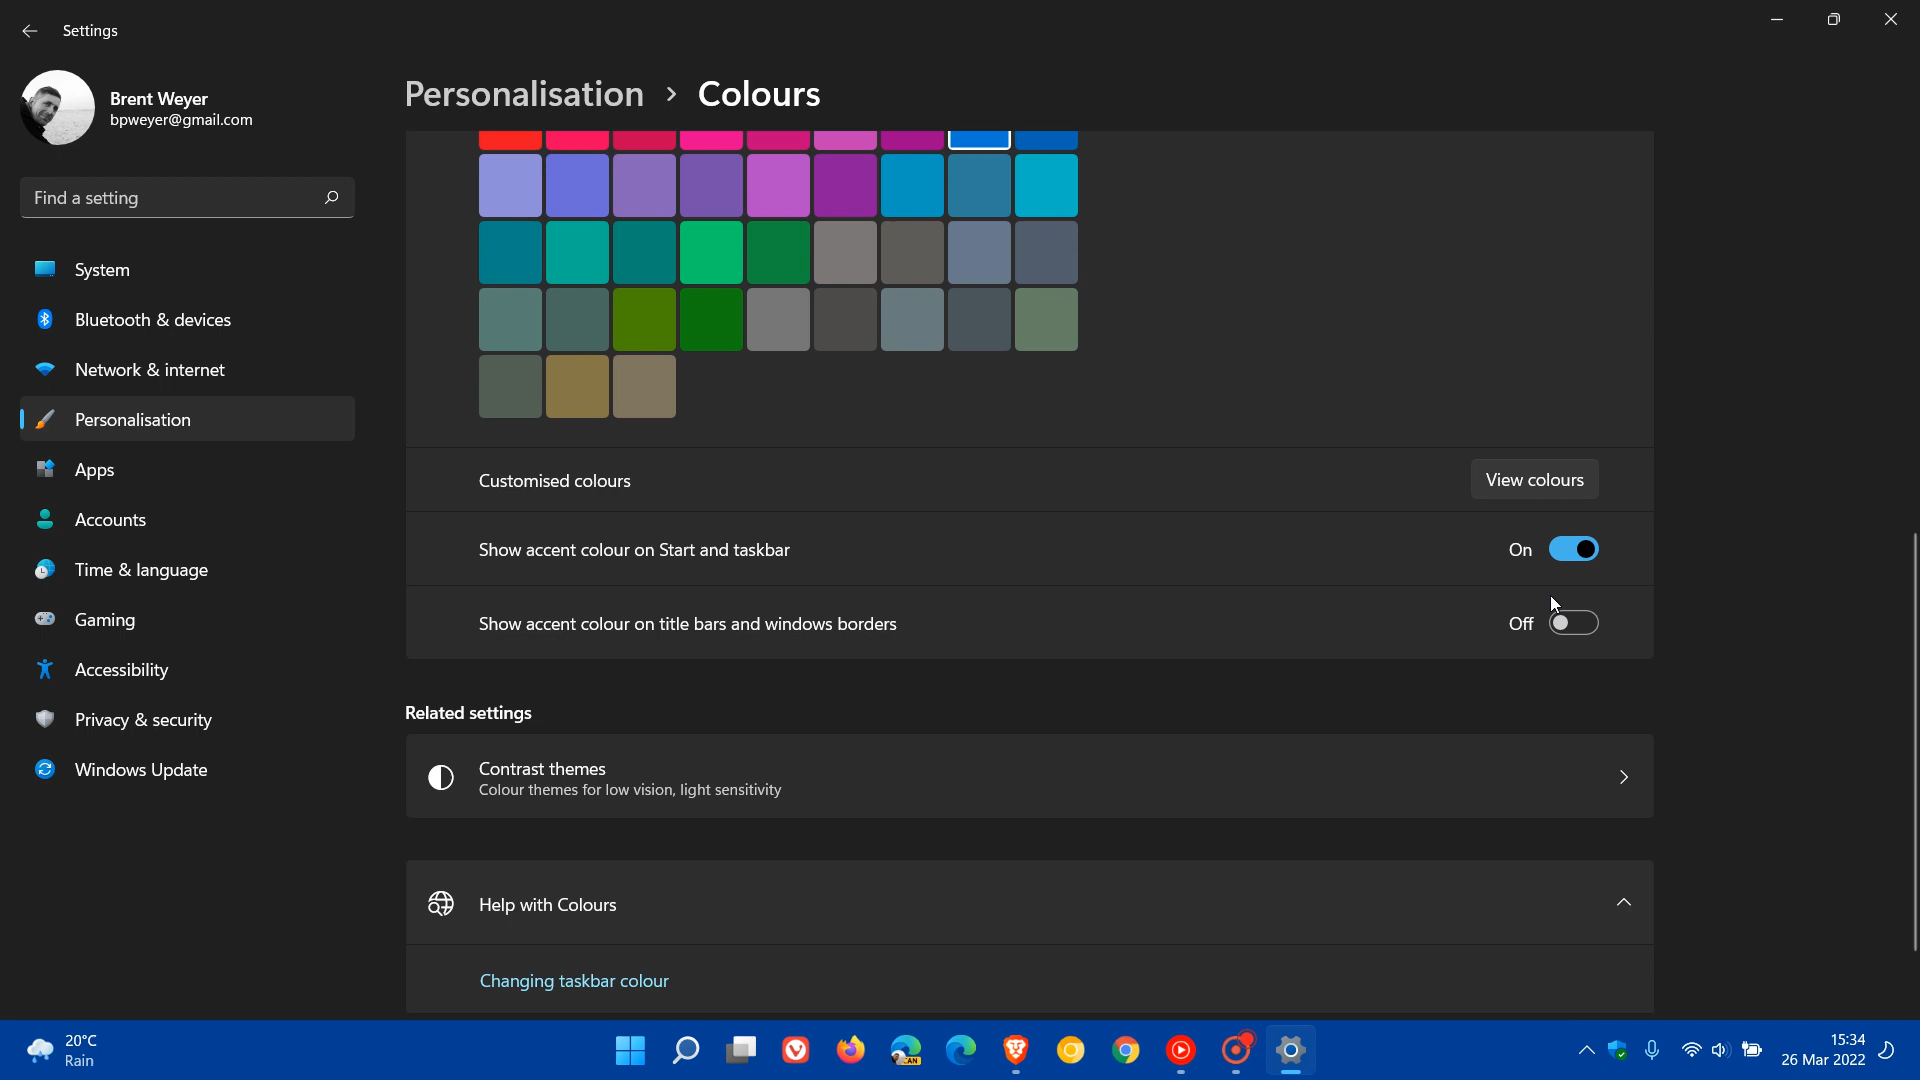 Settings
Brent Weyer
bpweyer@gmail.com
Find a setting
System
Bluetooth & devices
Network & internet
Personalisation
Apps
Accounts
Time & language
Gaming
Accessibility
Privacy & security
Windows Update
Personalisation > Colours
Customised colours
View colours
Show accent colour on Start and taskbar
On
Show accent colour on title bars and windows borders
Off
Related settings
Contrast themes
Colour themes for low vision, light sensitivity
Help with Colours
Changing taskbar colour
20°C
Rain
CAN
15:34
26 Mar 2022